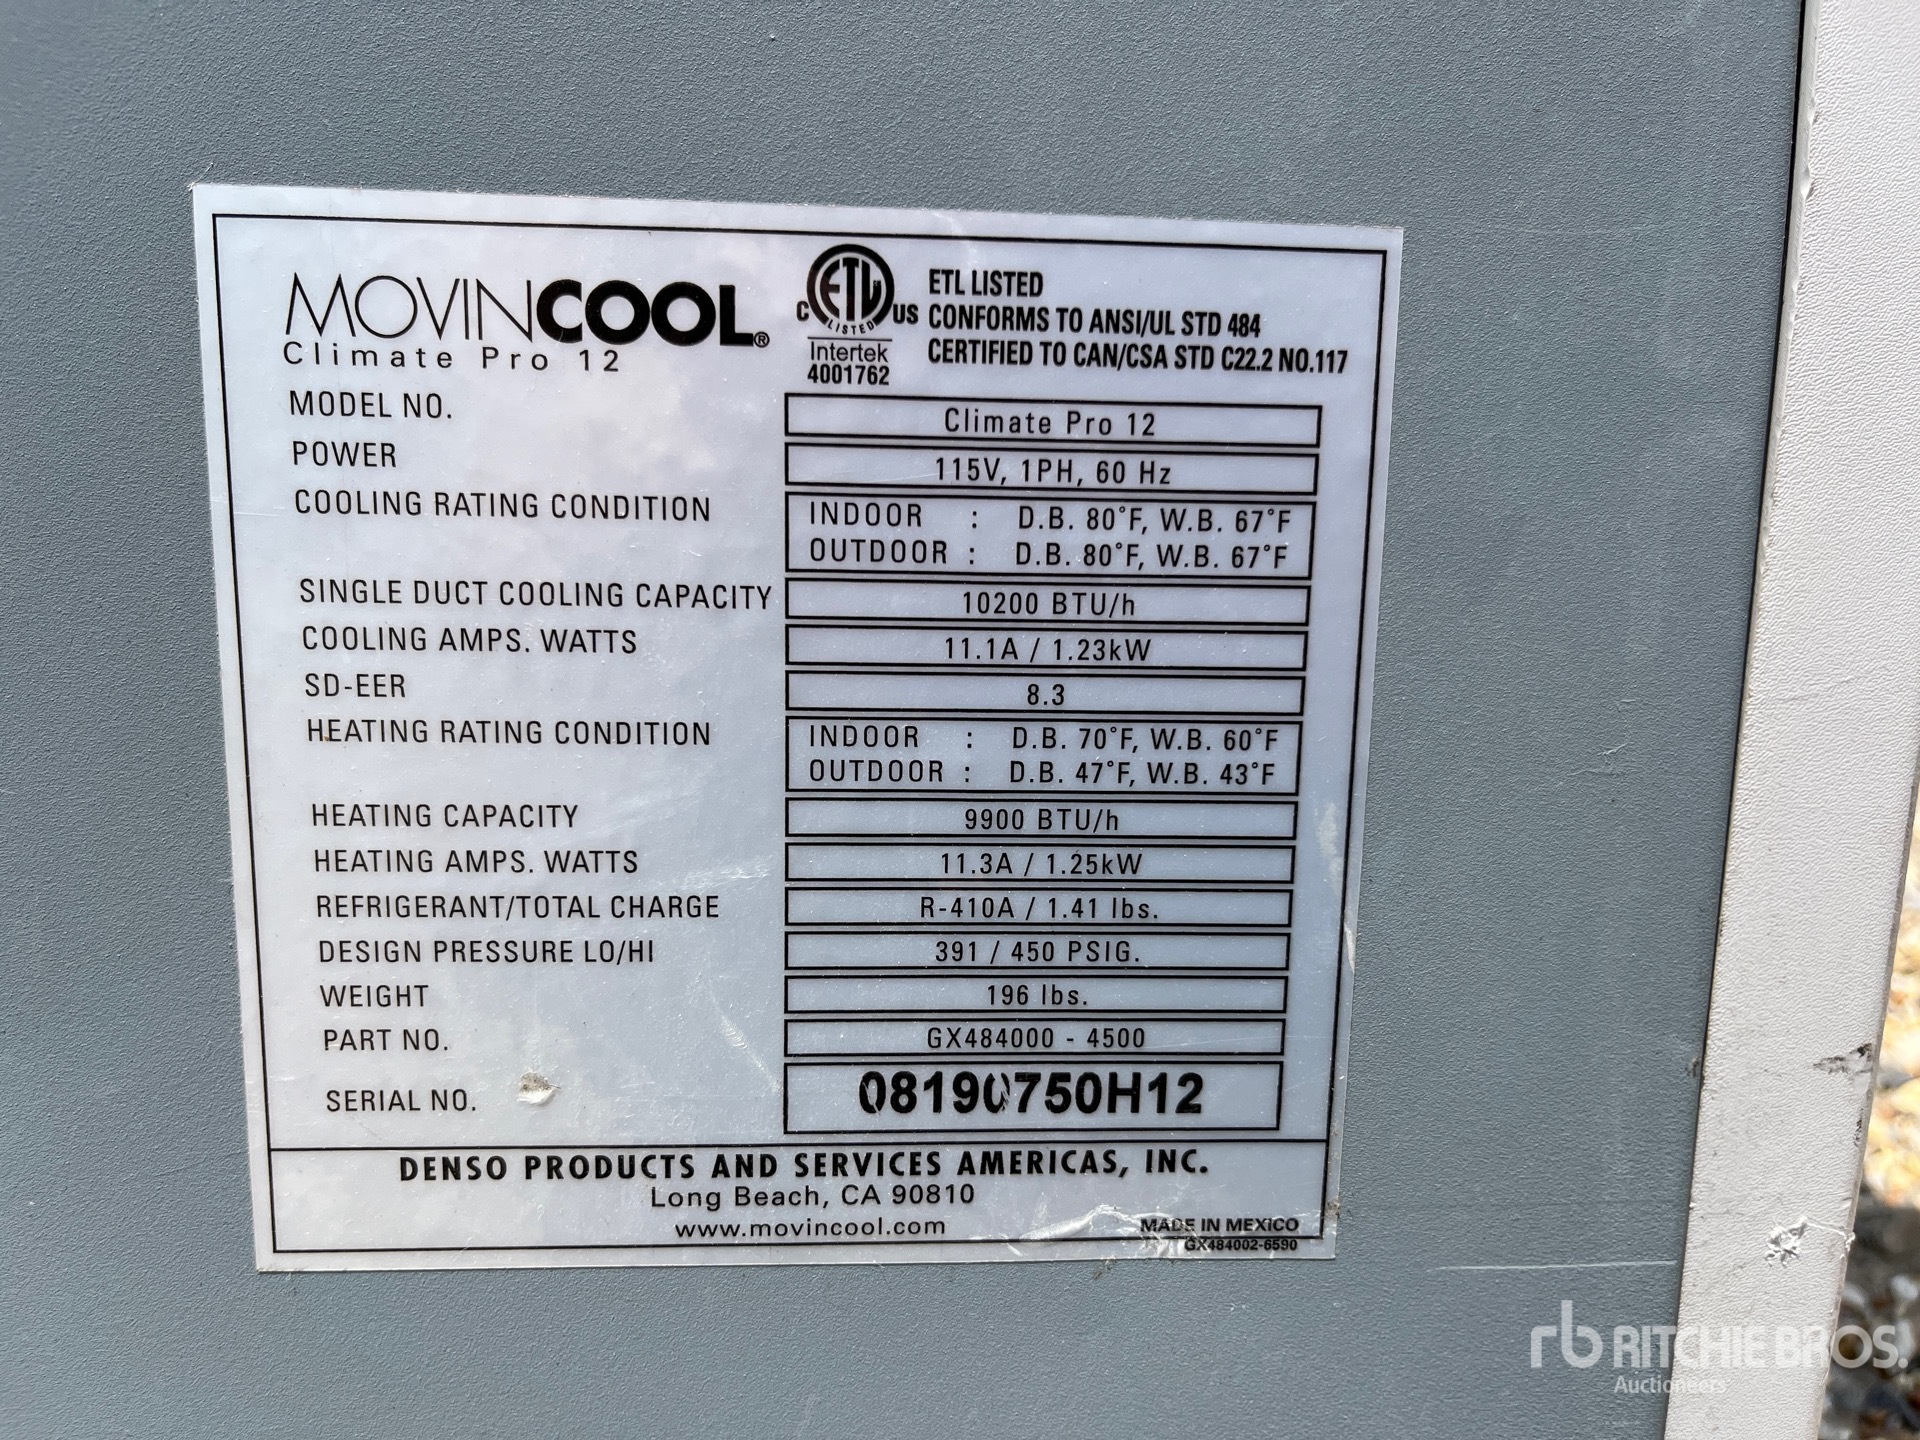 MOVINCOOL®
Climate Pro 12
C ETL LISTED US
Intertek
4001762
ETL LISTED
CONFORMS TO ANSI/UL STD 484
CERTIFIED TO CAN/CSA STD C22.2 NO.117
MODEL NO. Climate Pro 12
POWER 115V, 1PH, 60 Hz
COOLING RATING CONDITION INDOOR : D.B. 80°F, W.B. 67°F
OUTDOOR : D.B. 80°F, W.B. 67°F
SINGLE DUCT COOLING CAPACITY 10200 BTU/h
COOLING AMPS. WATTS 11.1A / 1.23kW
SD-EER 8.3
HEATING RATING CONDITION INDOOR : D.B. 70°F, W.B. 60°F
OUTDOOR : D.B. 47°F, W.B. 43°F
HEATING CAPACITY 9900 BTU/h
HEATING AMPS. WATTS 11.3A / 1.25kW
REFRIGERANT/TOTAL CHARGE R-410A / 1.41 lbs.
DESIGN PRESSURE LO/HI 391 / 450 PSIG.
WEIGHT 196 lbs.
PART NO. GX484000 - 4500
SERIAL NO. 08190750H12
DENSO PRODUCTS AND SERVICES AMERICAS, INC.
Long Beach, CA 90810
www.movincool.com
MADE IN MEXICO
GX484002-6590
rb RITCHIE BROS.
Auctioneers